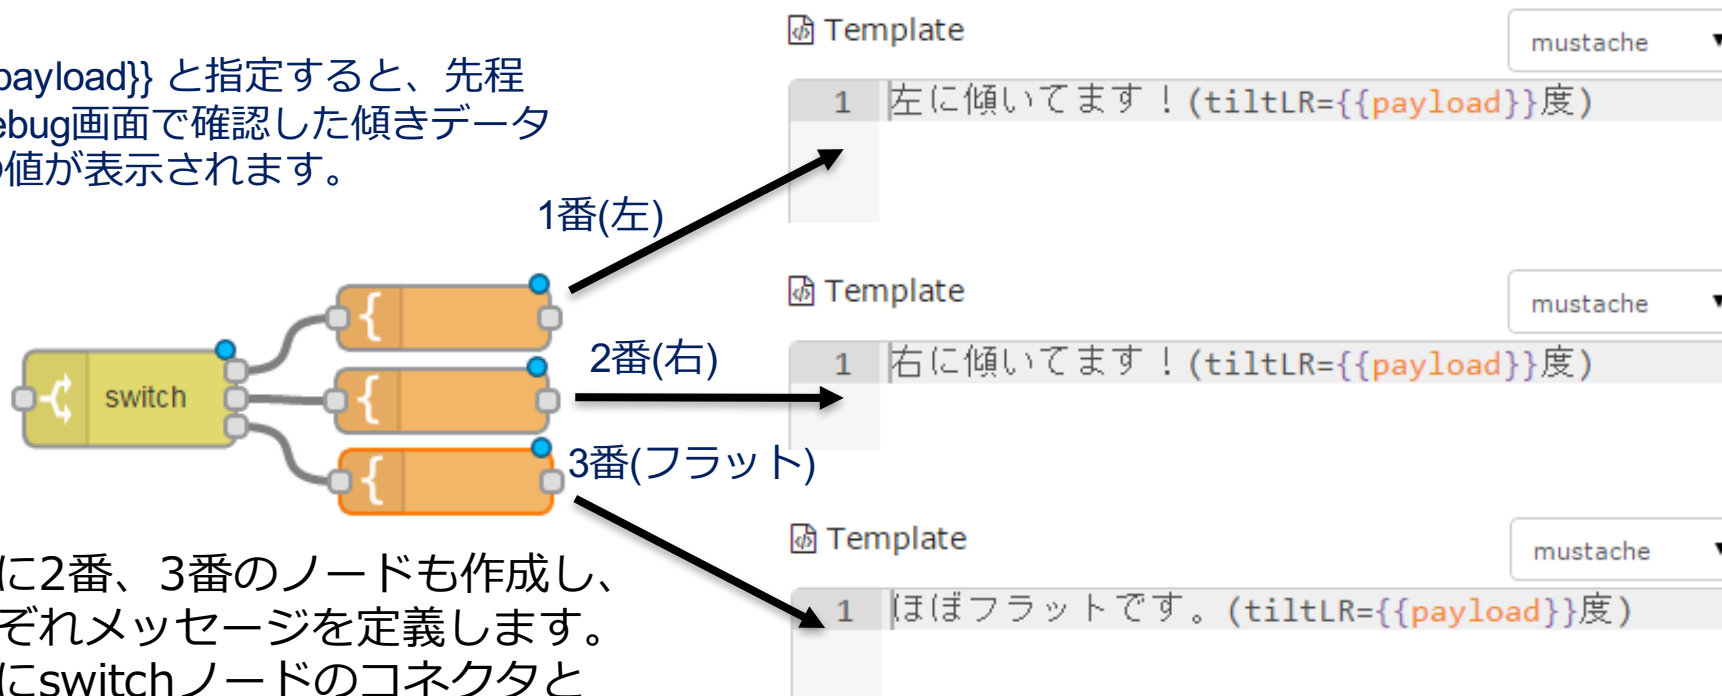 payload}} と指定すると、先程
ebug画面で確認した傾きデータ
の値が表示されます。
1番(左)
2番(右)
3番(フラット)
switch
に2番、3番のノードも作成し、
ぞれメッセージを定義します。
にswitchノードのコネクタと
Template
mustache
1 左に傾いてます！(tiltLR={{payload}}度)
Template
mustache
1 右に傾いてます！(tiltLR={{payload}}度)
Template
mustache
1 ほぼフラットです。(tiltLR={{payload}}度)